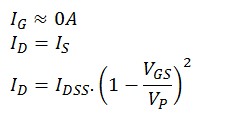 I_G ≈ 0A
I_D = I_S
I_D = I_DSS.(1 − V_GS/V_P)^2